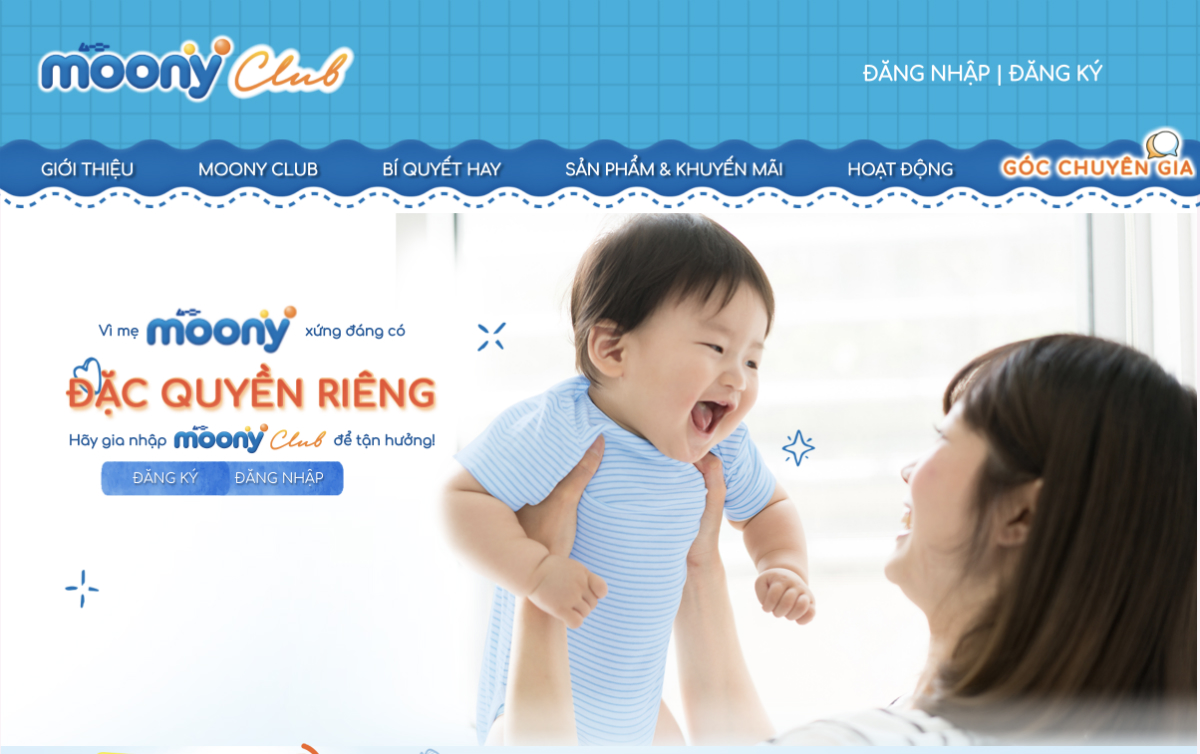 moony Club
ĐĂNG NHẬP | ĐĂNG KÝ
GIỚI THIỆU MOONY CLUB BÍ QUYẾT HAY SẢN PHẨM & KHUYẾN MÃI HOẠT ĐỘNG GÓC CHUYÊN GIA
Vì mẹ moony xứng đáng có
ĐẶC QUYỀN RIÊNG
Hãy gia nhập moony Club để tận hưởng!
ĐĂNG KÝ ĐĂNG NHẬP